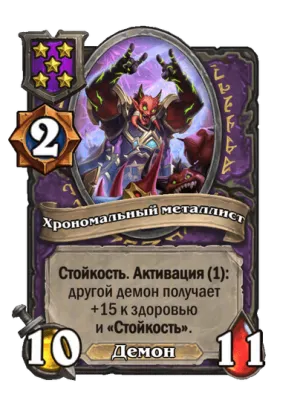 2
Хрономальный металлист
Стойкость. Активация (1):
другой демон получает
+15 к здоровью
и «Стойкость».
10
Демон
11